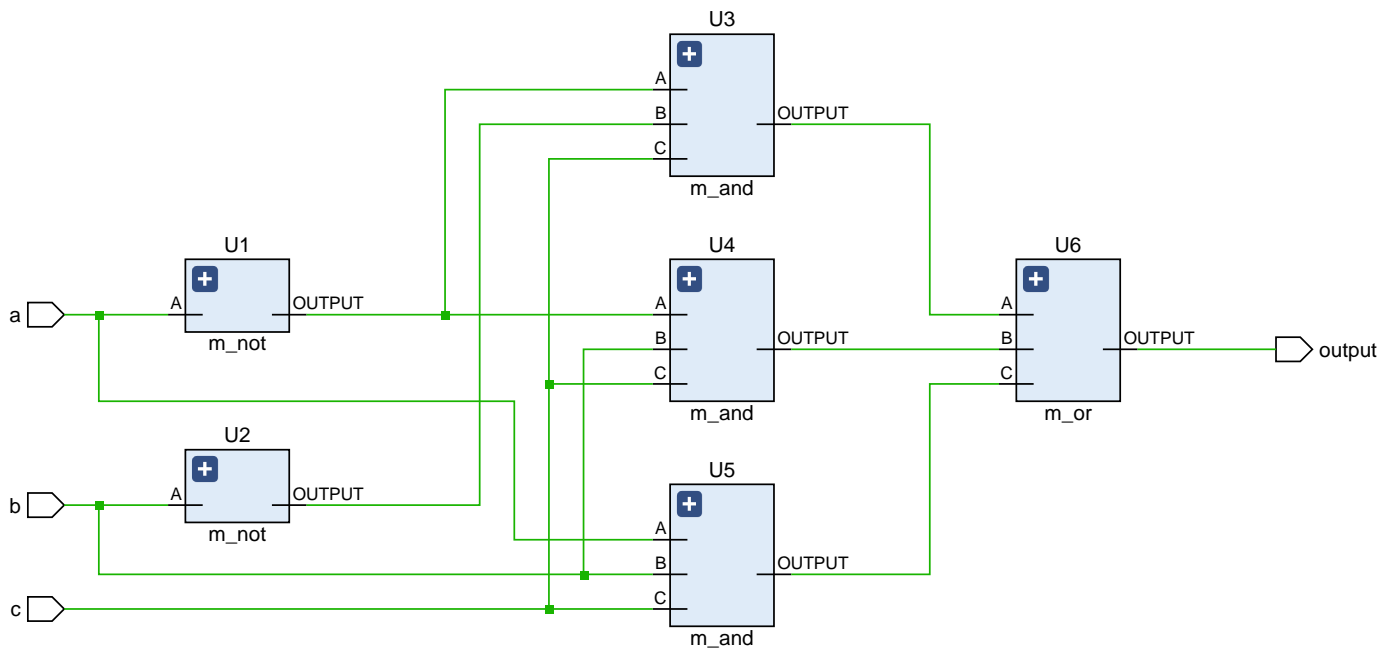 U3
A
B
C
OUTPUT
m_and
U1
A
OUTPUT
m_not
a
U4
A
B
C
OUTPUT
m_and
U6
A
B
C
OUTPUT
m_or
output
U2
A
OUTPUT
m_not
b
U5
A
B
C
OUTPUT
m_and
c